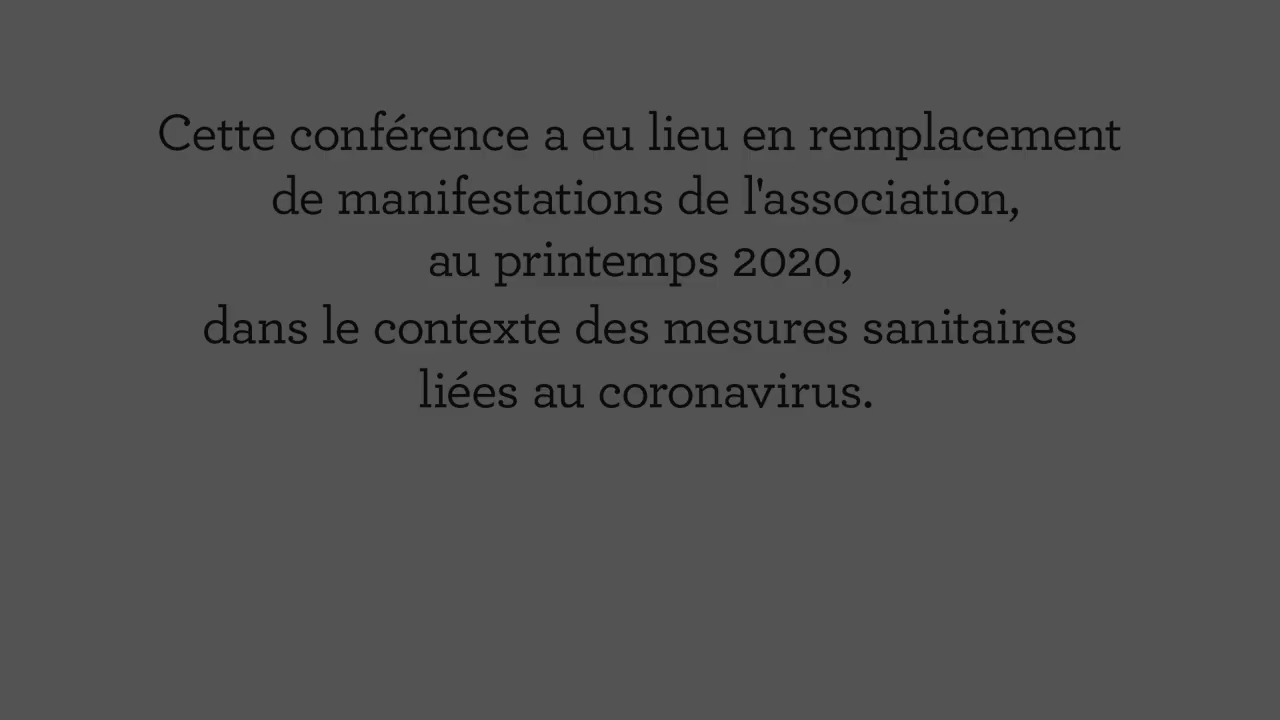 Cette conférence a eu lieu en remplacement
de manifestations de l'association,
au printemps 2020,
dans le contexte des mesures sanitaires
liées au coronavirus.